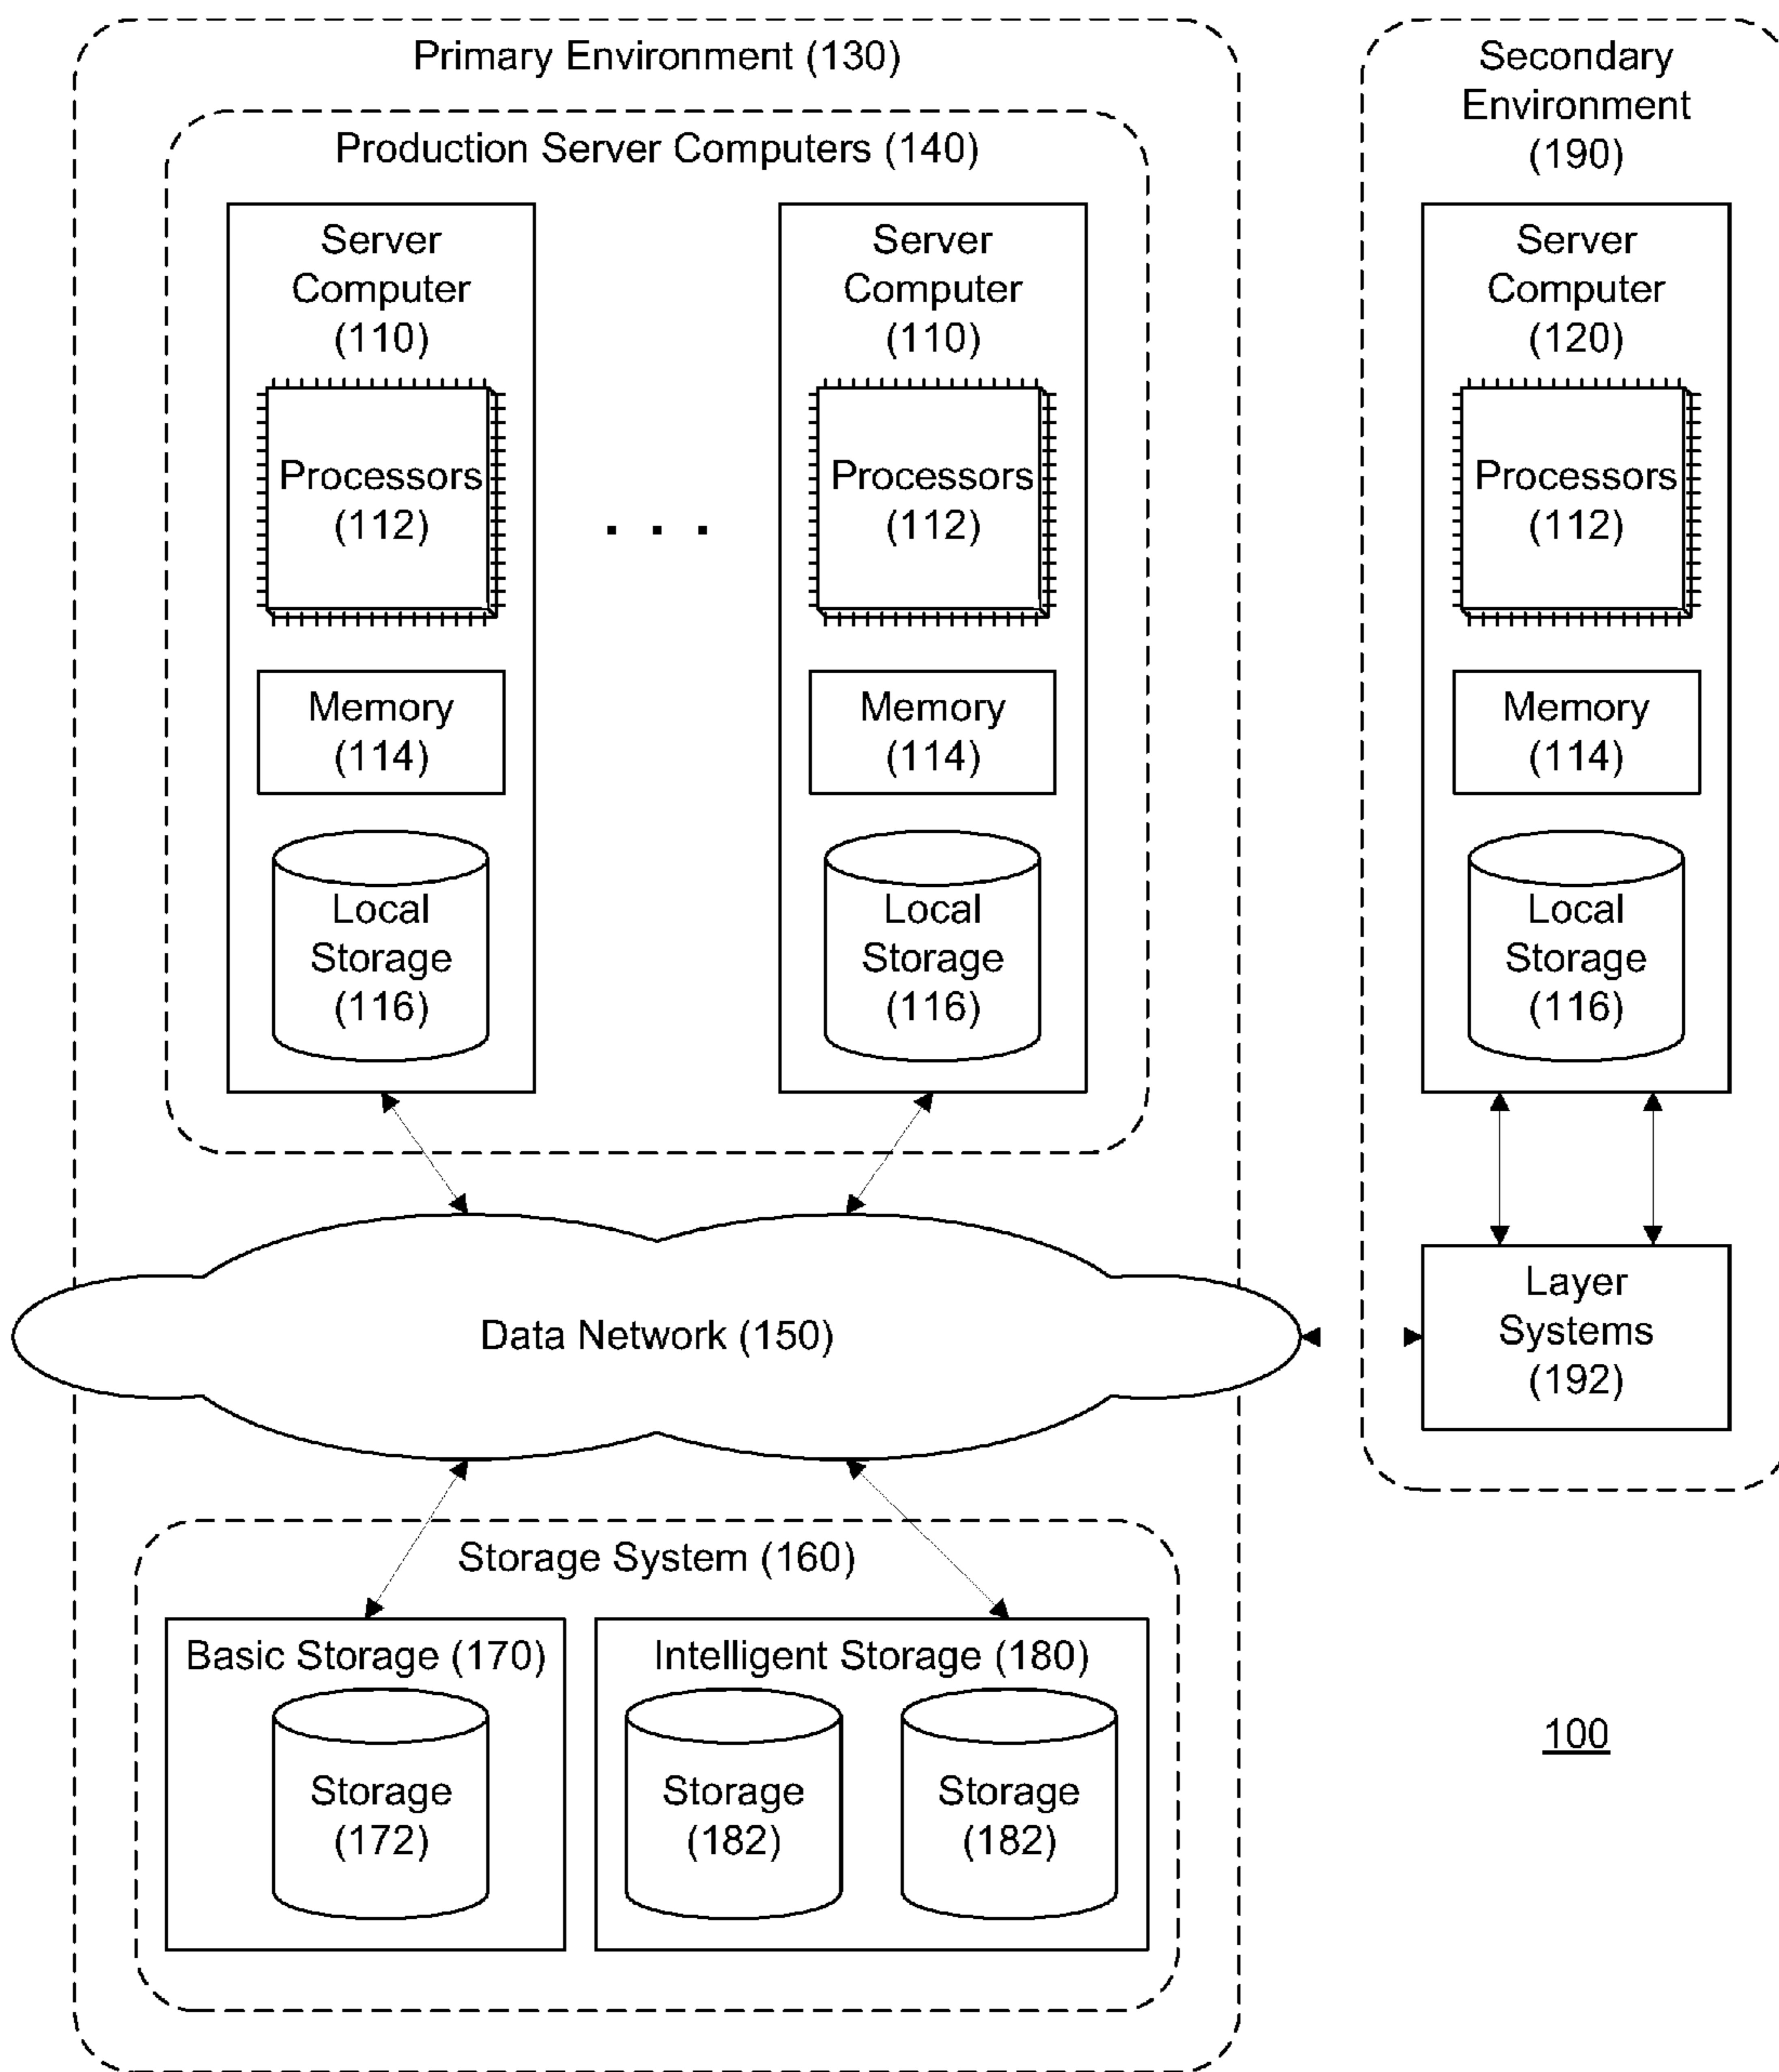 Primary Environment (130)
Production Server Computers (140)
Server
Computer
(110)
Processors
(112)
Memory
(114)
Local
Storage
(116)
. . .
Server
Computer
(110)
Processors
(112)
Memory
(114)
Local
Storage
(116)
Data Network (150)
Storage System (160)
Basic Storage (170)
Storage
(172)
Intelligent Storage (180)
Storage
(182)
Storage
(182)
Secondary
Environment
(190)
Server
Computer
(120)
Processors
(112)
Memory
(114)
Local
Storage
(116)
Layer
Systems
(192)
100